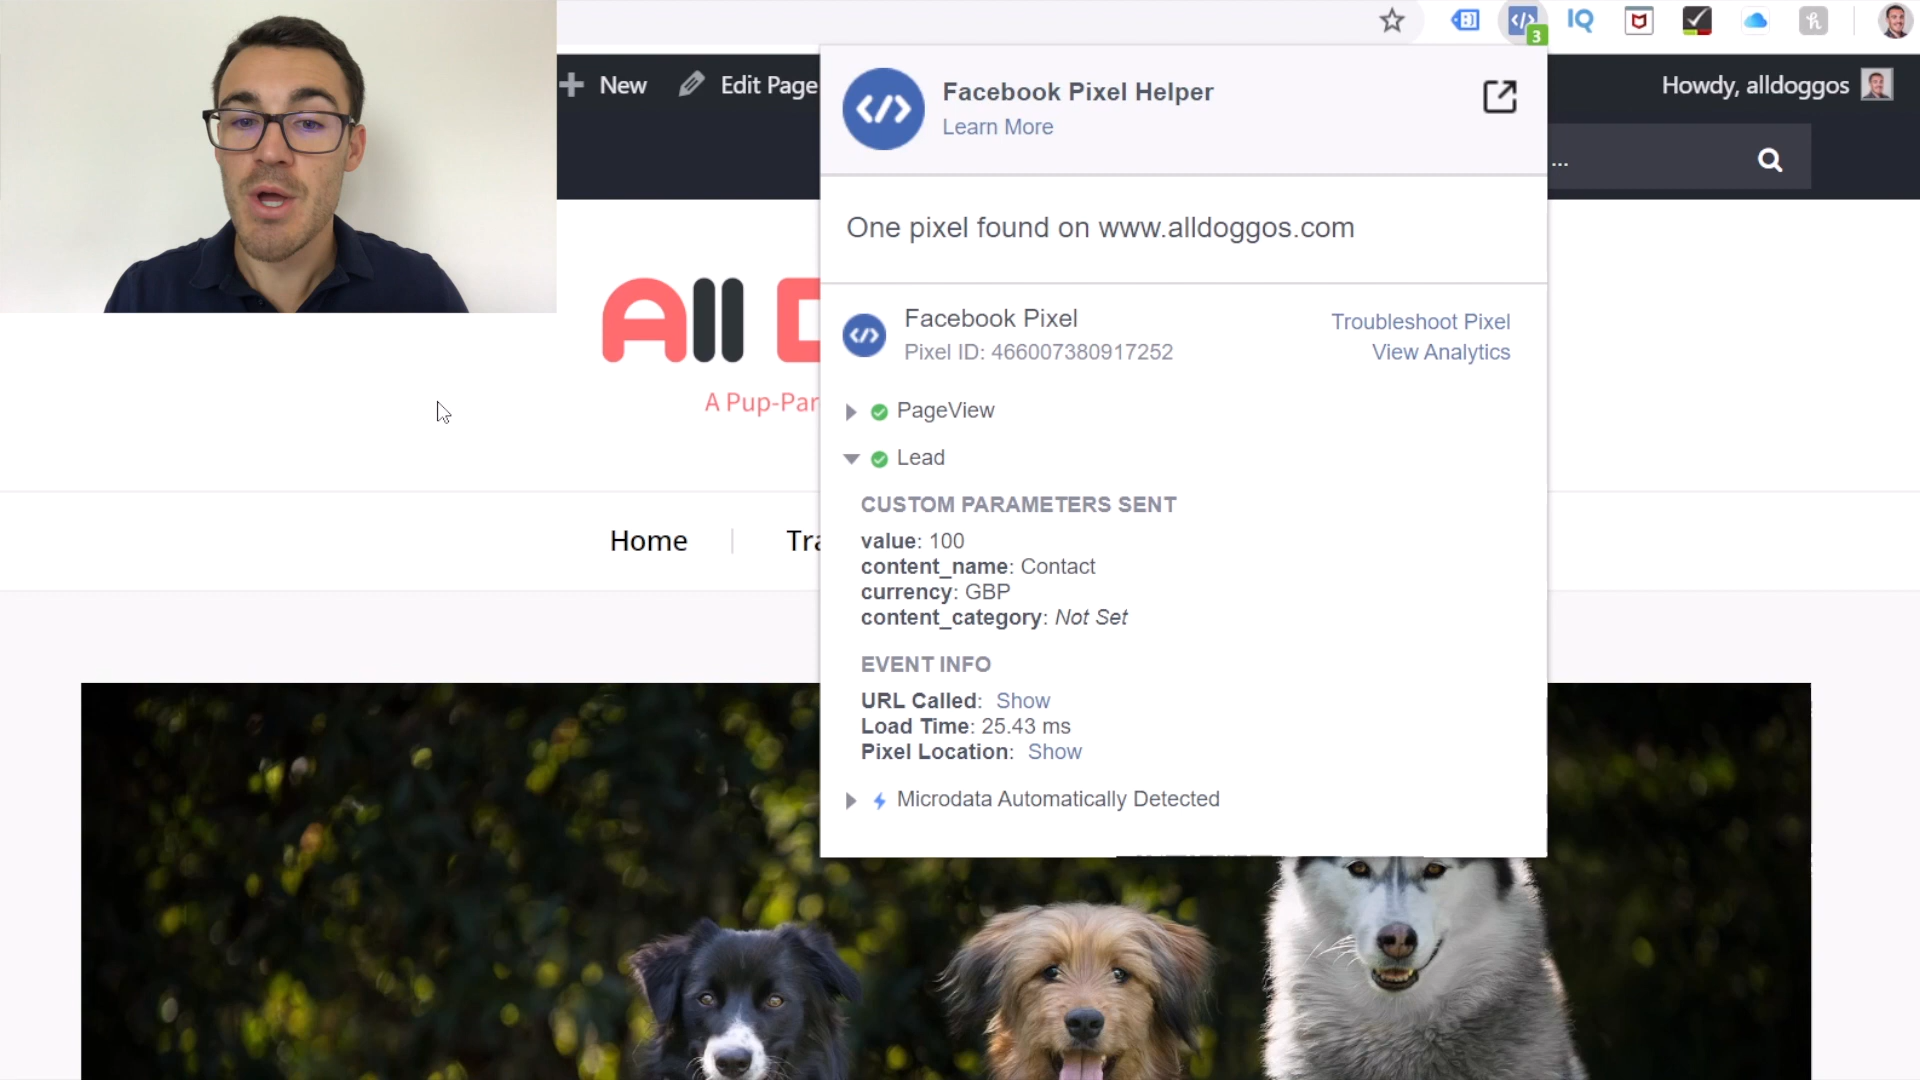 3
New
Edit Page
Howdy, alldoggos
Facebook Pixel Helper
Learn More
...
One pixel found on www.alldoggos.com
All D
A Pup-Par
Facebook Pixel
Pixel ID: 466007380917252
Troubleshoot Pixel
View Analytics
PageView
Lead
CUSTOM PARAMETERS SENT
value: 100
content_name: Contact
currency: GBP
content_category: Not Set
Home
Tra
EVENT INFO
URL Called: Show
Load Time: 25.43 ms
Pixel Location: Show
Microdata Automatically Detected